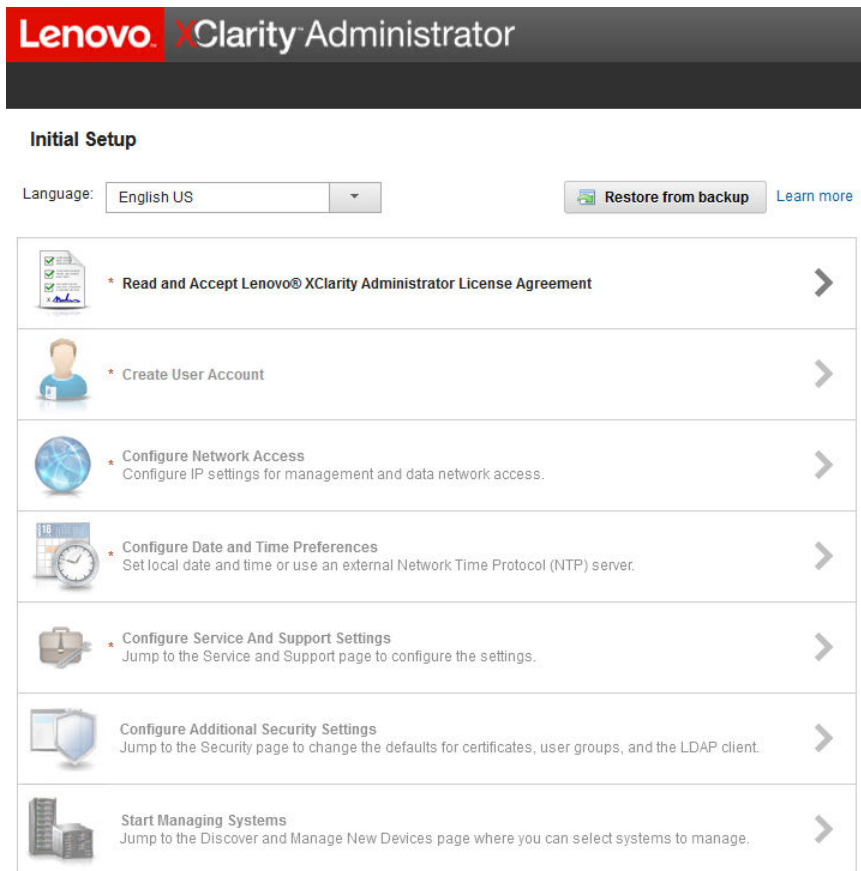 Lenovo. XClarity Administrator
Initial Setup
Language: English US Restore from backup Learn more
* Read and Accept Lenovo® XClarity Administrator License Agreement
* Create User Account
* Configure Network Access
Configure IP settings for management and data network access.
16
* Configure Date and Time Preferences
Set local date and time or use an external Network Time Protocol (NTP) server.
* Configure Service And Support Settings
Jump to the Service and Support page to configure the settings.
Configure Additional Security Settings
Jump to the Security page to change the defaults for certificates, user groups, and the LDAP client.
Start Managing Systems
Jump to the Discover and Manage New Devices page where you can select systems to manage.